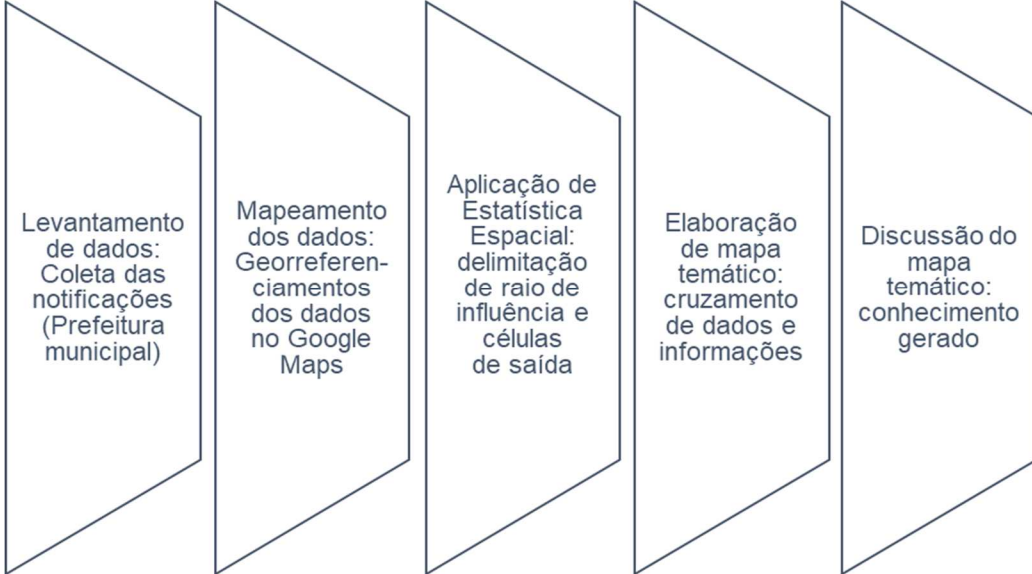 Levantamento
de dados:
Coleta das
notificações
(Prefeitura
municipal)
Mapeamento
dos dados:
Georreferen-
ciamentos
dos dados
no Google
Maps
Aplicação de
Estatística
Espacial:
delimitação
de raio de
influência e
células
de saída
Elaboração
de mapa
temático:
cruzamento
de dados e
informações
Discussão do
mapa
temático:
conhecimento
gerado